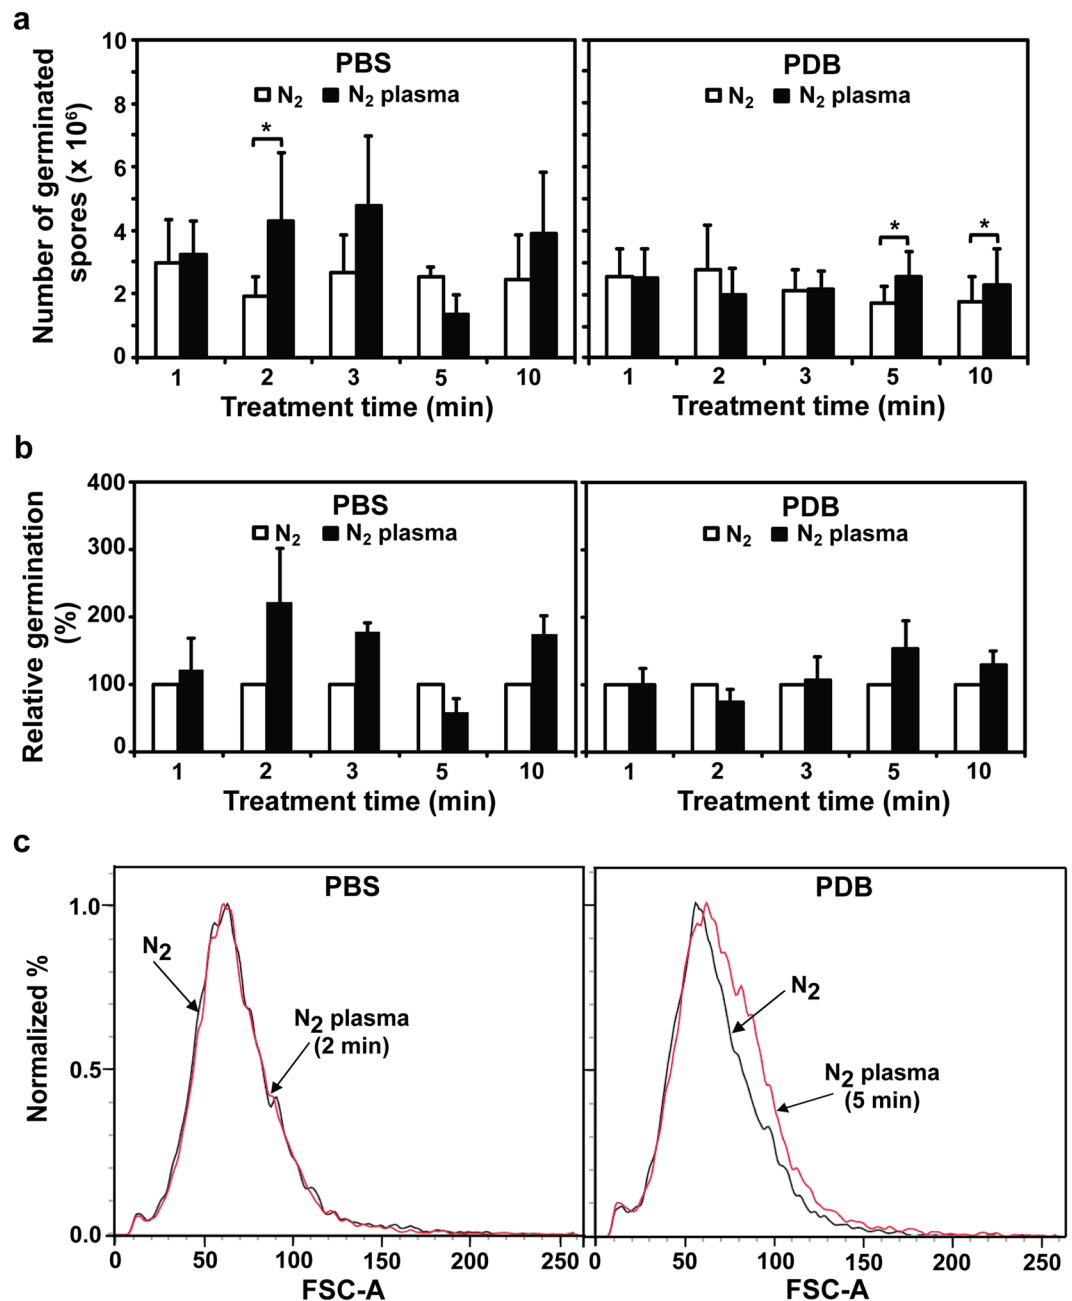 a
Number of germinated
spores (x 10⁶)
10
8
6
4
2
0
PBS
N₂ N₂ plasma
*
1 2 3 5 10
Treatment time (min)
PDB
N₂ N₂ plasma
* *
1 2 3 5 10
Treatment time (min)
b
Relative germination
(%)
400
300
200
100
0
PBS
N₂ N₂ plasma
1 2 3 5 10
Treatment time (min)
PDB
N₂ N₂ plasma
1 2 3 5 10
Treatment time (min)
c
Normalized %
1.0
0.5
0.0
PBS
N₂
N₂ plasma
(2 min)
0 50 100 150 200 250
FSC-A
PDB
N₂
N₂ plasma
(5 min)
0 50 100 150 200 250
FSC-A